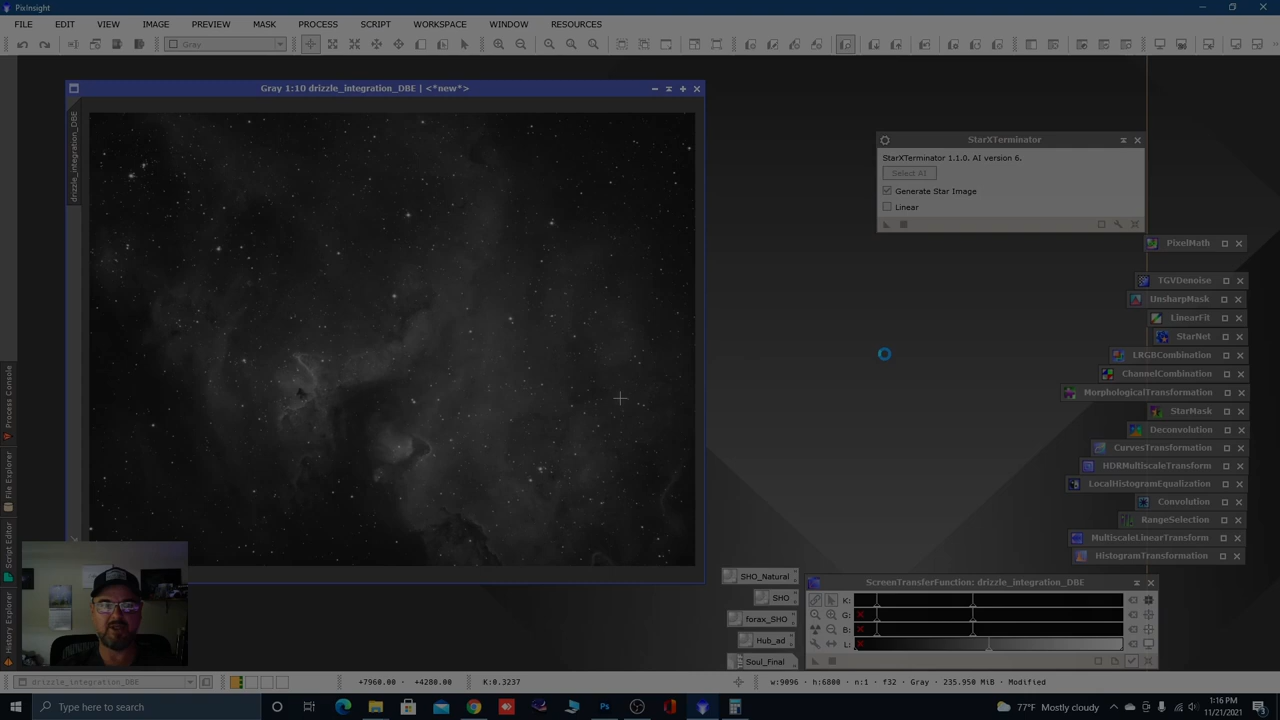 PixInsight
FILE EDIT VIEW IMAGE PREVIEW MASK PROCESS SCRIPT WORKSPACE WINDOW RESOURCES
Gray
Gray 1:10 drizzle_integration_DBE | <*new*>
drizzle_integration_DBE
StarXTerminator
StarXTerminator 1.1.0. AI version 6.
Select AI
Generate Star Image
Linear
PixelMath
TGVDenoise
UnsharpMask
LinearFit
StarNet
LRGBCombination
ChannelCombination
MorphologicalTransformation
StarMask
Deconvolution
CurvesTransformation
HDRMultiscaleTransform
LocalHistogramEqualization
Convolution
RangeSelection
MultiscaleLinearTransform
HistogramTransformation
Process Console
File Explorer
Script Editor
History Explorer
SHO_Natural
SHO
forax_SHO
Hub_ad
Soul_Final
ScreenTransferFunction: drizzle_integration_DBE
K:
G:
B:
L:
drizzle_integration_DBE
+7960.00 +4280.00 K:0.3237
w:9096 · h:6800 · n:1 · f32 · Gray · 235.950 MiB · Modified
Type here to search
Ps
77°F Mostly cloudy
1:16 PM
11/21/2021
3